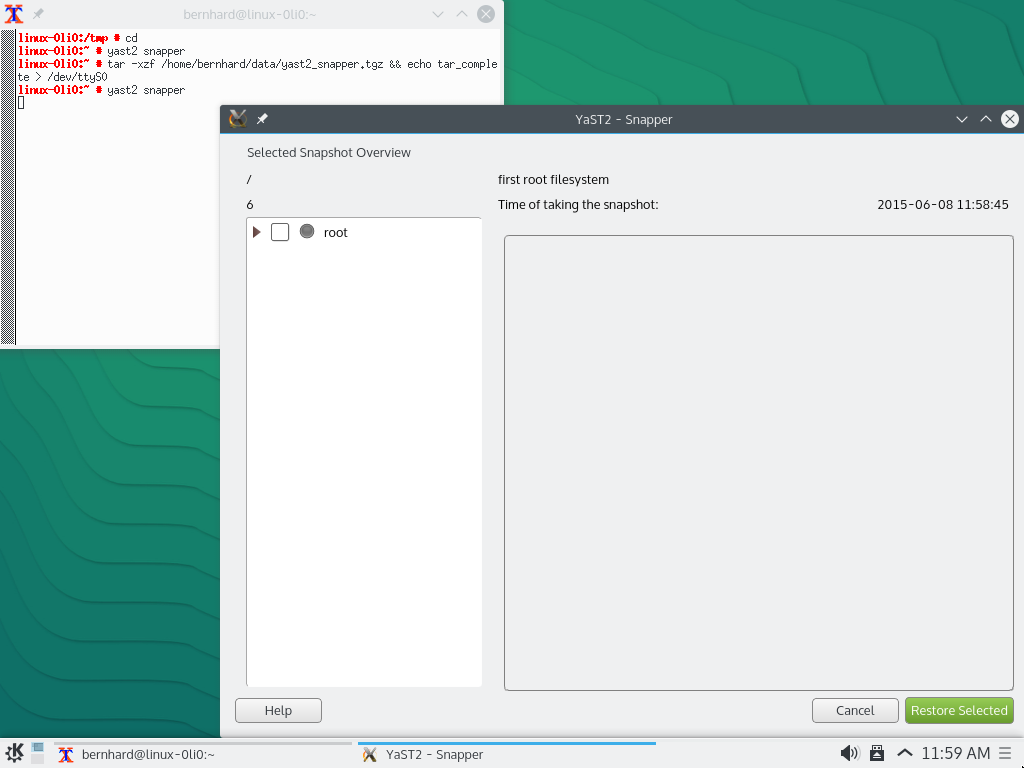 bernhard@linux-0li0:~
linux-0li0:/tmp # cd
linux-0li0:~ # yast2 snapper
linux-0li0:~ # tar -xzf /home/bernhard/data/yast2_snapper.tgz && echo tar_comple
te > /dev/ttyS0
linux-0li0:~ # yast2 snapper
YaST2 - Snapper
Selected Snapshot Overview
/ first root filesystem
6 Time of taking the snapshot: 2015-06-08 11:58:45
root
Help Cancel Restore Selected
bernhard@linux-0li0:~ YaST2 - Snapper 11:59 AM